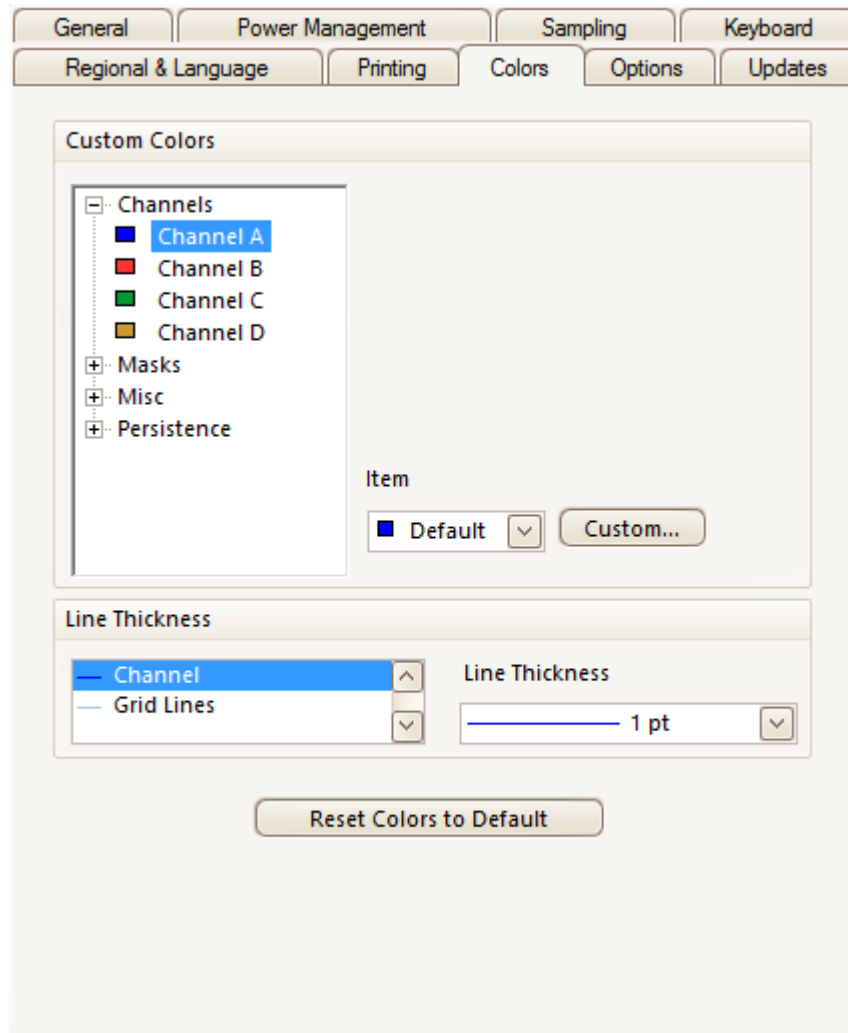 General Power Management Sampling Keyboard
Regional & Language Printing Colors Options Updates
Custom Colors
Channels
Channel A
Channel B
Channel C
Channel D
Masks
Misc
Persistence
Item
Default Custom...
Line Thickness
Channel
Grid Lines
Line Thickness
1 pt
Reset Colors to Default